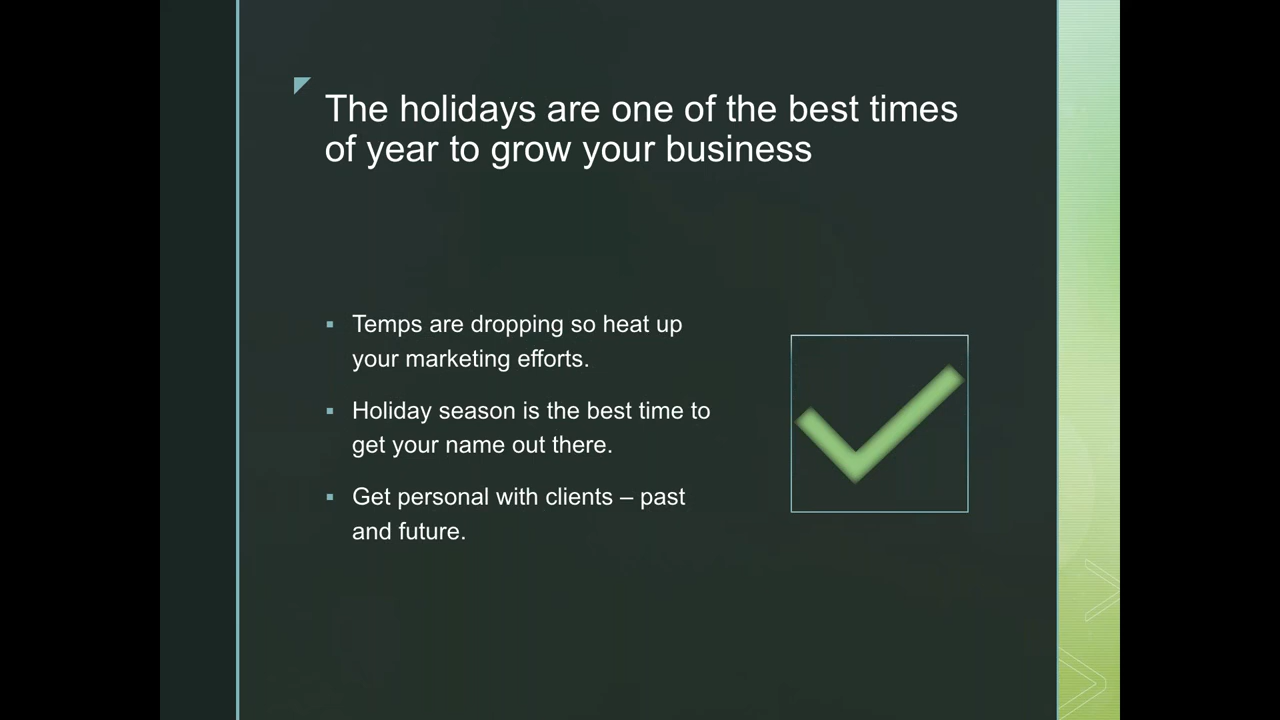 The holidays are one of the best times
of year to grow your business
Temps are dropping so heat up
your marketing efforts.
Holiday season is the best time to
get your name out there.
Get personal with clients – past
and future.